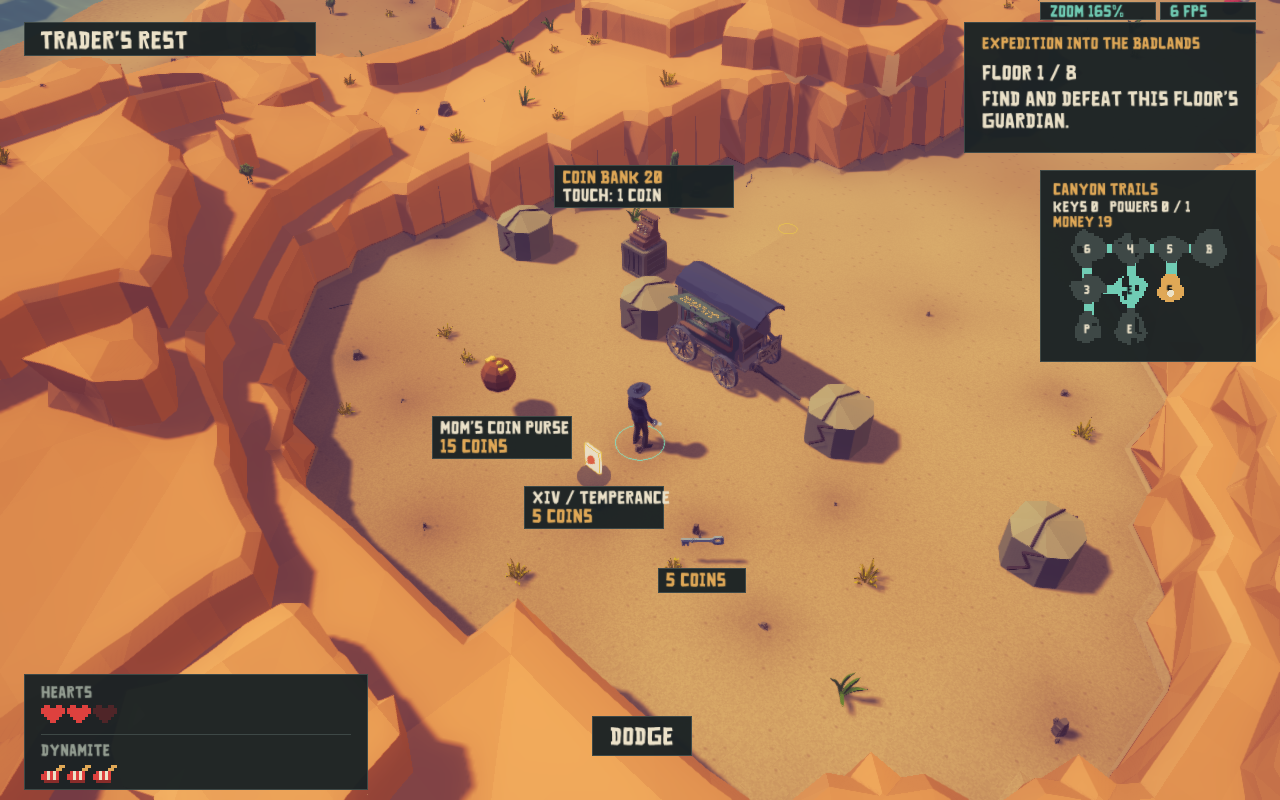 TRADER'S REST
ZOOM 165%
6 FPS
EXPEDITION INTO THE BADLANDS
FLOOR 1 / 8
FIND AND DEFEAT THIS FLOOR'S
GUARDIAN.
COIN BANK 20
TOUCH: 1 COIN
CANYON TRAILS
KEYS 0 POWERS 0 / 1
MONEY 19
6 4 5 B
3
P E
MOM'S COIN PURSE
15 COINS
XIV / TEMPERANCE
5 COINS
5 COINS
HEARTS
DYNAMITE
DODGE